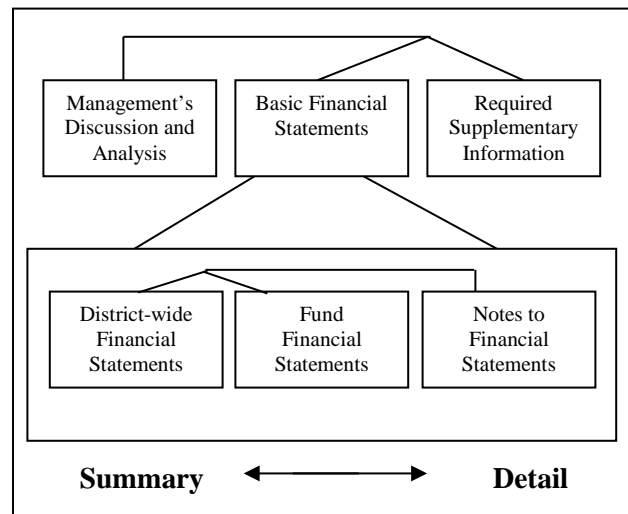 Management’s
Discussion and
Analysis
Basic Financial
Statements
Required
Supplementary
Information
District-wide
Financial
Statements
Fund
Financial
Statements
Notes to
Financial
Statements
Summary
Detail